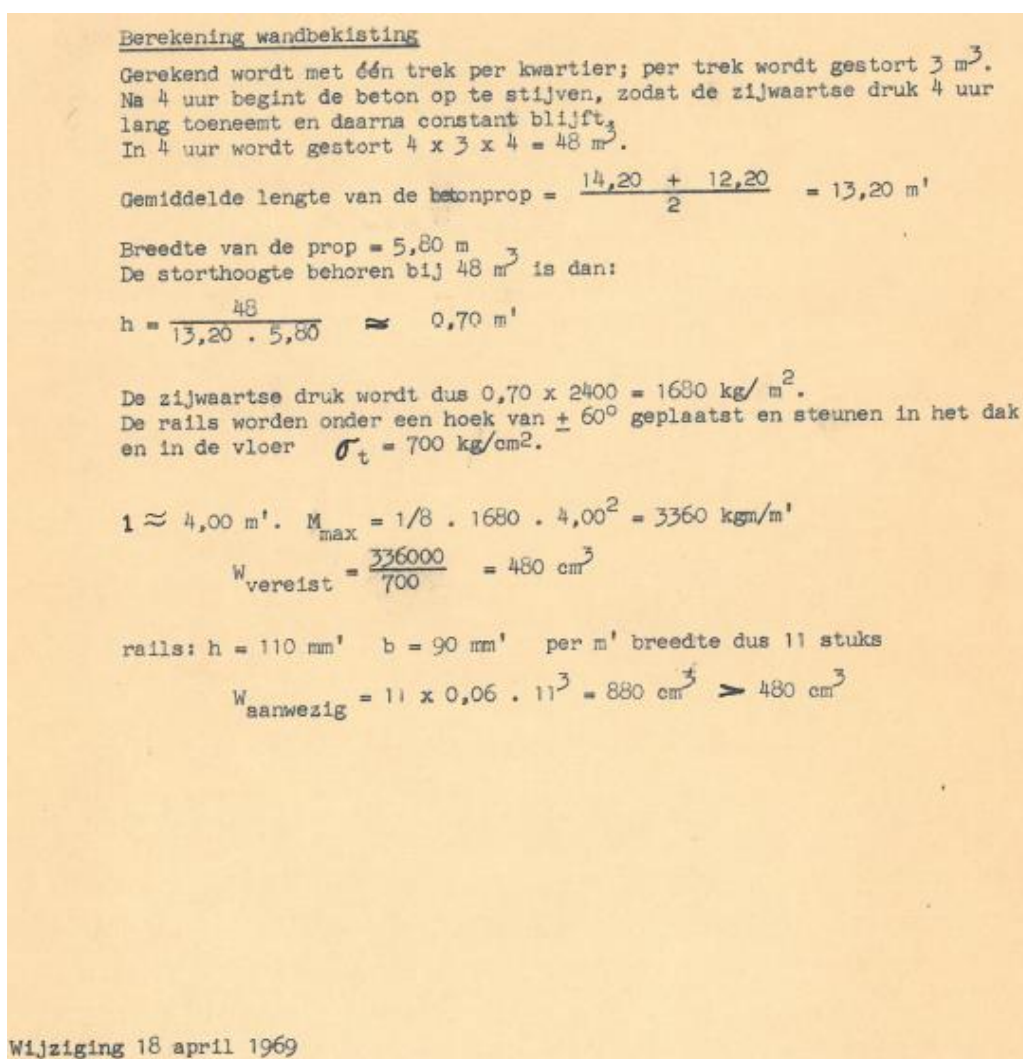 Berekening wandbekisting
Gerekend wordt met één trek per kwartier; per trek wordt gestort 3 m³.
Na 4 uur begint de beton op te stijven, zodat de zijwaartse druk 4 uur
lang toeneemt en daarna constant blijft.
In 4 uur wordt gestort 4 x 3 x 4 = 48 m³.
Gemiddelde lengte van de betonprop = (14,20 + 12,20) / 2 = 13,20 m'
Breedte van de prop = 5,80 m
De storthoogte behoren bij 48 m³ is dan:
h = 48 / (13,20 . 5,80) ≈ 0,70 m'
De zijwaartse druk wordt dus 0,70 x 2400 = 1680 kg/ m².
De rails worden onder een hoek van ± 60° geplaatst en steunen in het dak
en in de vloer σt = 700 kg/cm2.
l ≈ 4,00 m'. Mmax = 1/8 . 1680 . 4,00² = 3360 kgm/m'
Wvereist = 336000 / 700 = 480 cm³
rails: h = 110 mm' b = 90 mm' per m' breedte dus 11 stuks
Waanwezig = 11 x 0,06 . 11³ = 880 cm³ > 480 cm³
Wijziging 18 april 1969